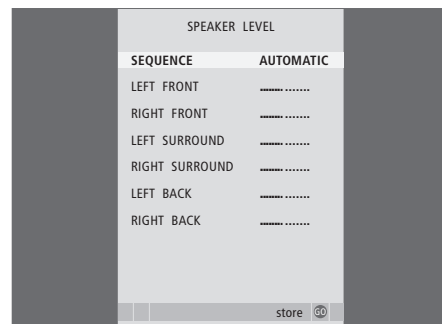 SPEAKER LEVEL
SEQUENCE AUTOMATIC
LEFT FRONT ..............
RIGHT FRONT ..............
LEFT SURROUND ..............
RIGHT SURROUND ..............
LEFT BACK ..............
RIGHT BACK ..............
store GO